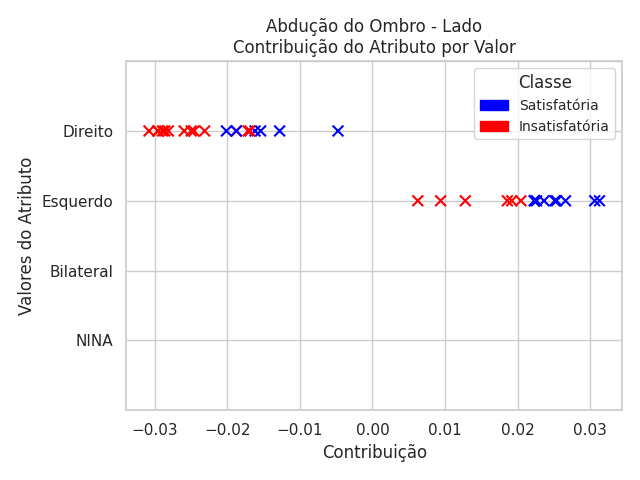 Abdução do Ombro - Lado
Contribuição do Atributo por Valor
Classe
Satisfatória
Insatisfatória
Valores do Atributo
Direito
Esquerdo
Bilateral
NINA
−0.03 −0.02 −0.01 0.00 0.01 0.02 0.03
Contribuição